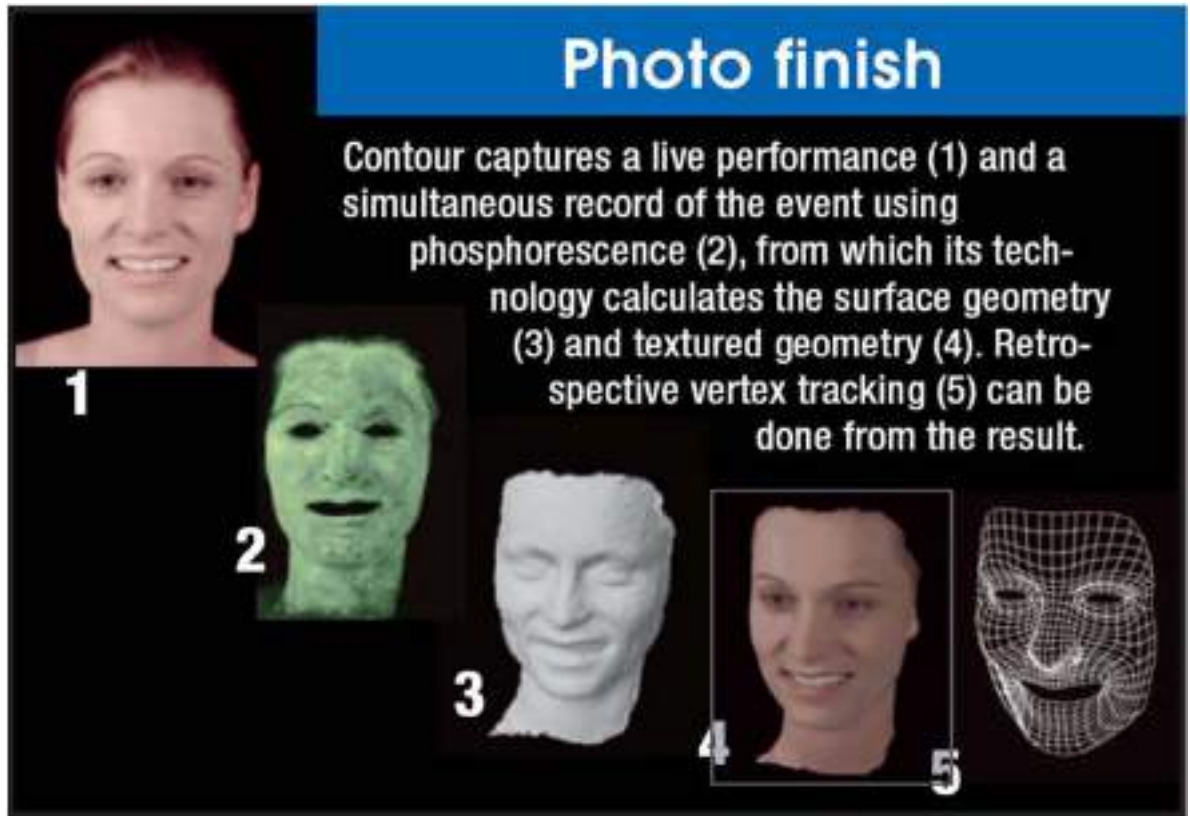 Photo finish
Contour captures a live performance (1) and a
simultaneous record of the event using
phosphorescence (2), from which its tech-
nology calculates the surface geometry
(3) and textured geometry (4). Retro-
spective vertex tracking (5) can be
done from the result.
1
2
3
4
5